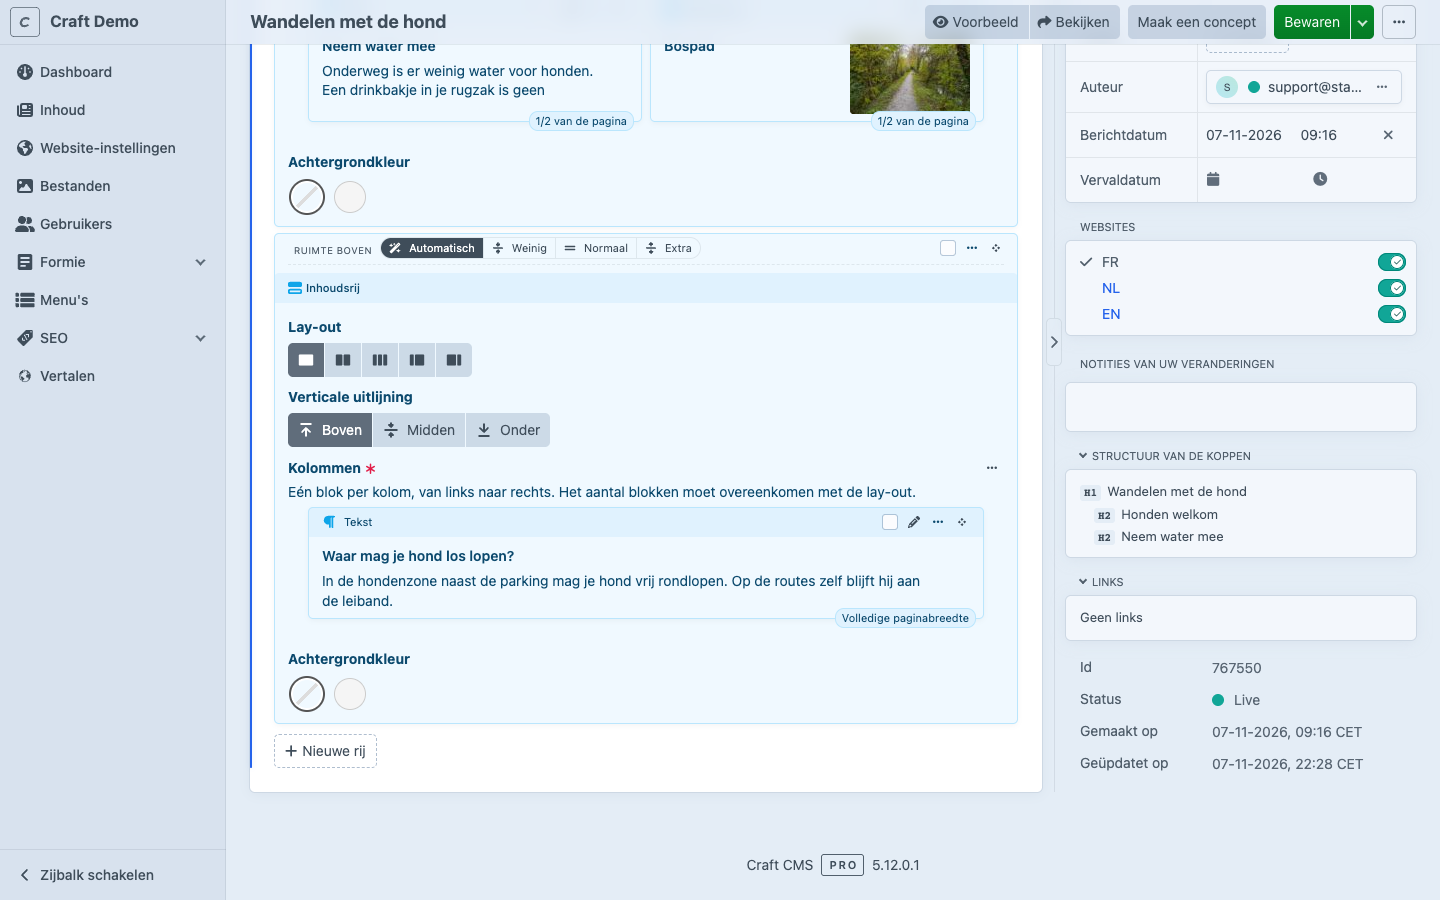 Craft Demo
Dashboard
Inhoud
Website-instellingen
Bestanden
Gebruikers
Formie
Menu's
SEO
Vertalen
Zijbalk schakelen
Wandelen met de hond
Voorbeeld
Bekijken
Maak een concept
Bewaren
Neem water mee
Onderweg is er weinig water voor honden.
Een drinkbakje in je rugzak is geen
1/2 van de pagina
Bospad
1/2 van de pagina
Achtergrondkleur
RUIMTE BOVEN
Automatisch
Weinig
Normaal
Extra
Inhoudsrij
Lay-out
Verticale uitlijning
Boven
Midden
Onder
Kolommen
Eén blok per kolom, van links naar rechts. Het aantal blokken moet overeenkomen met de lay-out.
Tekst
Waar mag je hond los lopen?
In de hondenzone naast de parking mag je hond vrij rondlopen. Op de routes zelf blijft hij aan
de leiband.
Volledige paginabreedte
Achtergrondkleur
Nieuwe rij
Craft CMS PRO 5.12.0.1
Auteur
S support@sta...
Berichtdatum
07-11-2026 09:16
Vervaldatum
WEBSITES
FR
NL
EN
NOTITIES VAN UW VERANDERINGEN
STRUCTUUR VAN DE KOPPEN
H1 Wandelen met de hond
H2 Honden welkom
H2 Neem water mee
LINKS
Geen links
Id 767550
Status Live
Gemaakt op 07-11-2026, 09:16 CET
Geüpdatet op 07-11-2026, 22:28 CET